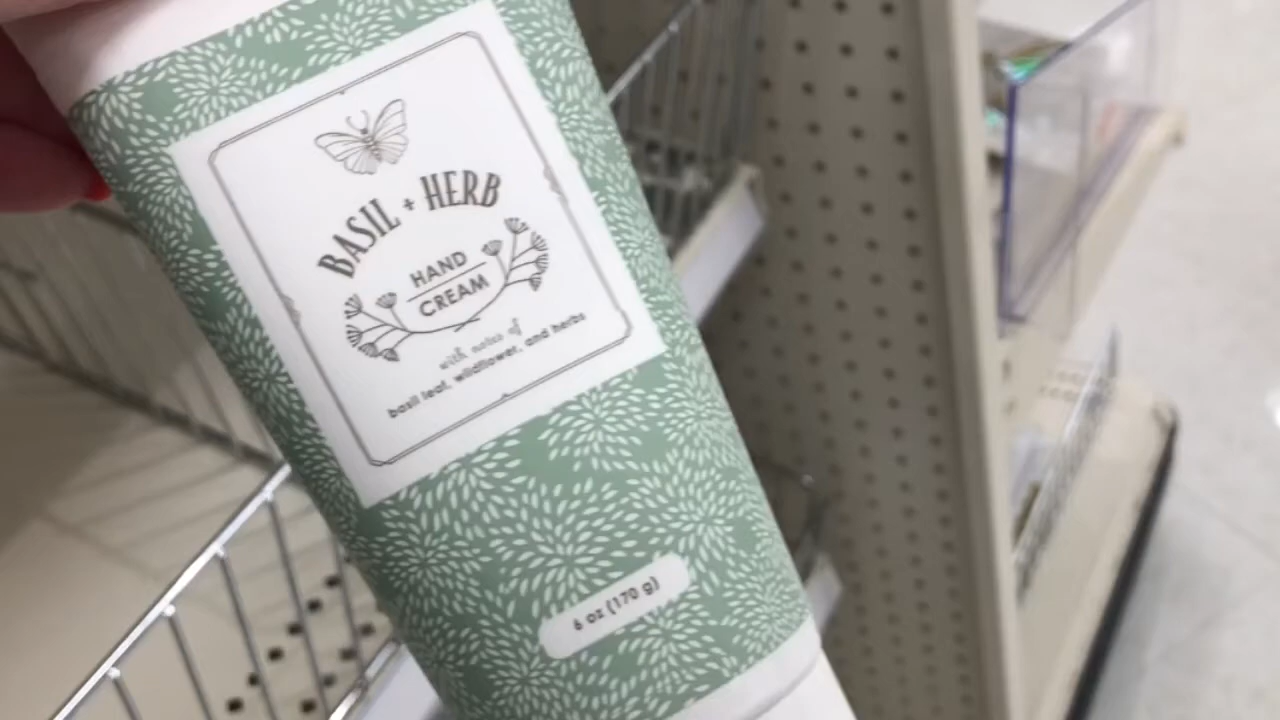 BASIL + HERB
HAND
CREAM
with notes of
basil leaf, wildflower, and herbs
6 oz (170 g)